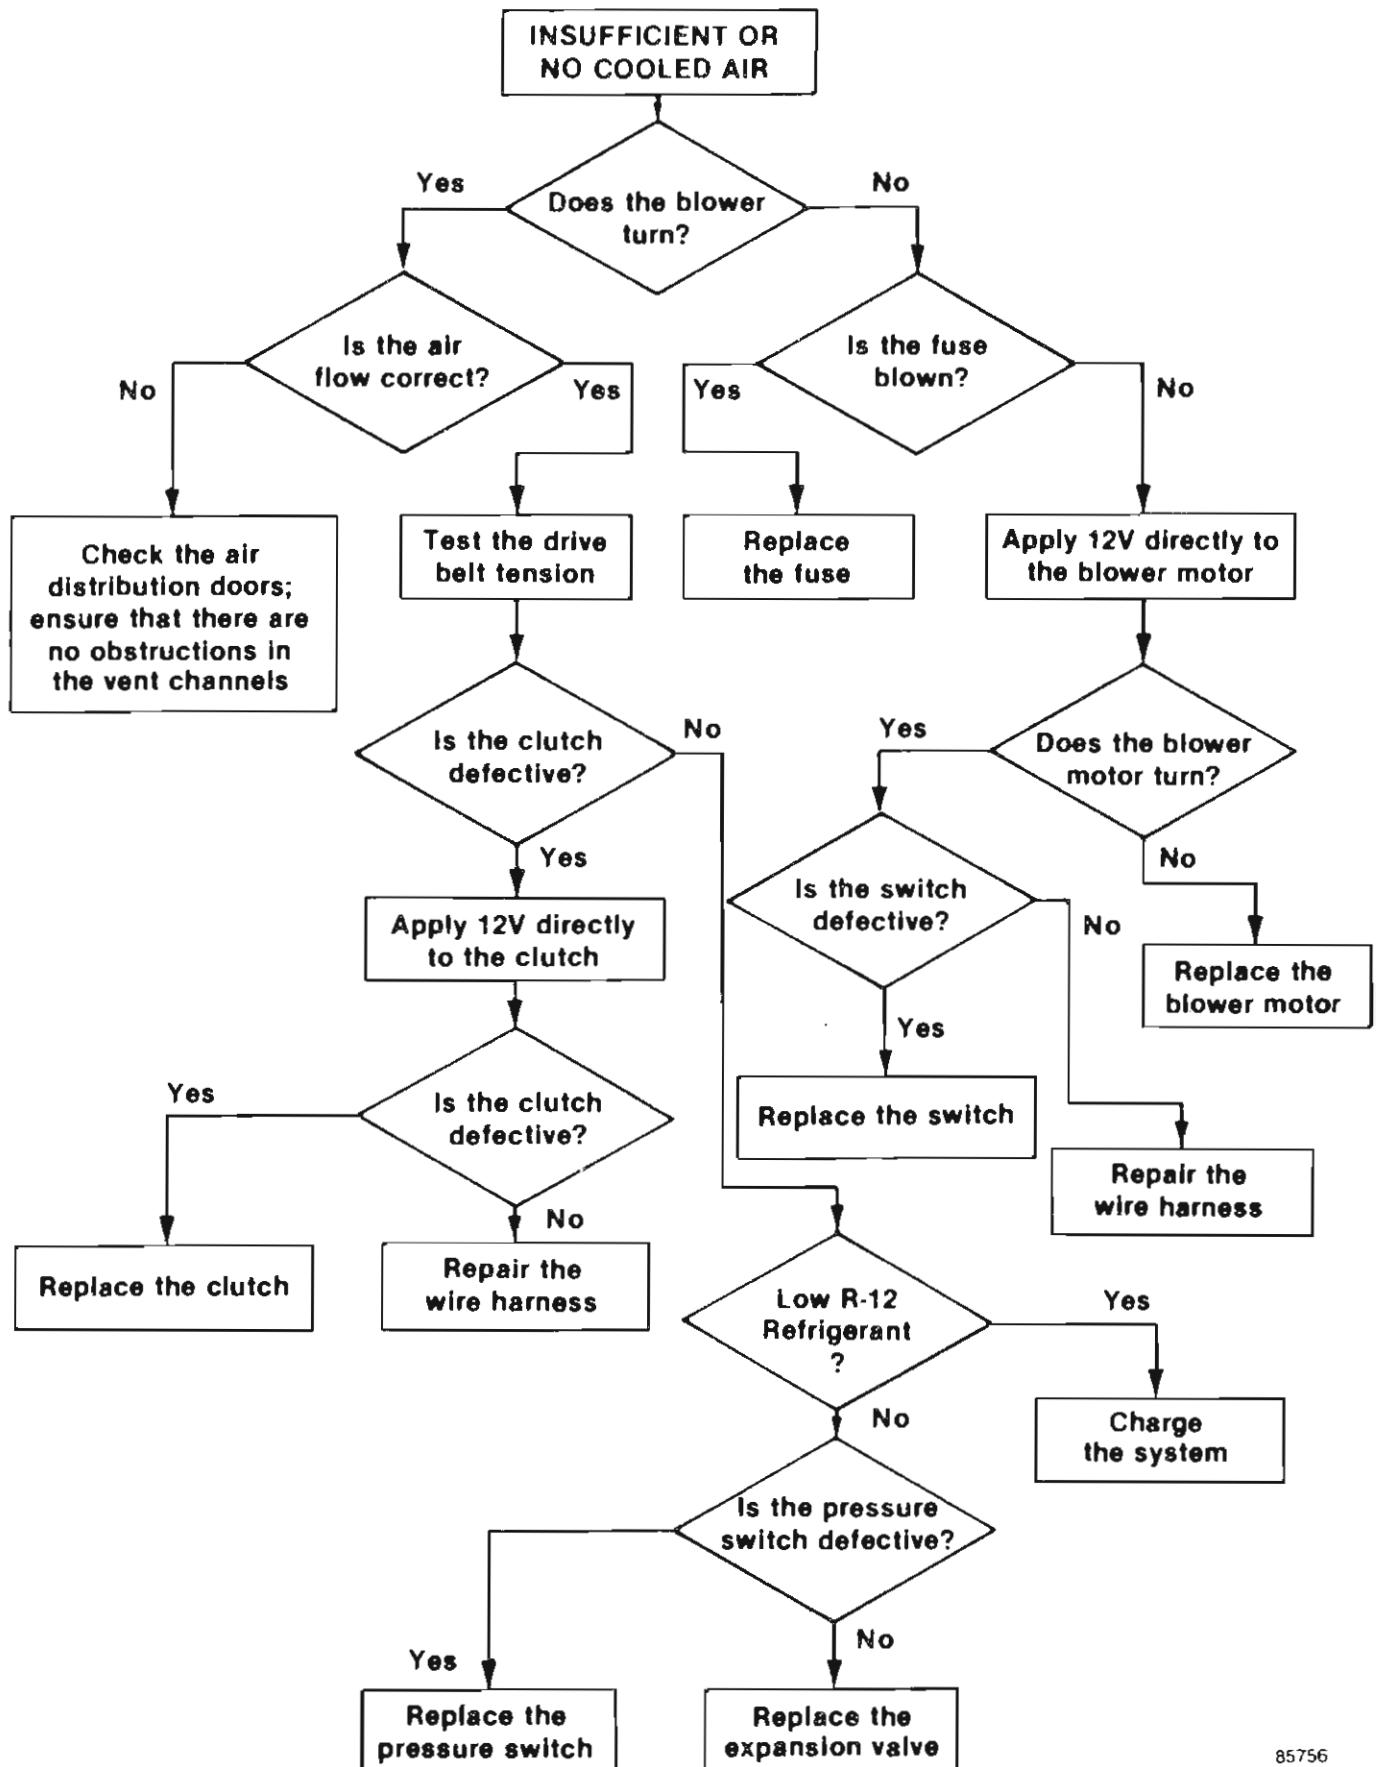 INSUFFICIENT OR
NO COOLED AIR
Does the blower
turn?
Yes
No
Is the air
flow correct?
No
Yes
Is the fuse
blown?
Yes
No
Check the air
distribution doors;
ensure that there are
no obstructions in
the vent channels
Test the drive
belt tension
Replace
the fuse
Apply 12V directly to
the blower motor
Is the clutch
defective?
No
Yes
Does the blower
motor turn?
Yes
No
Is the switch
defective?
No
Yes
Replace the
blower motor
Apply 12V directly
to the clutch
Replace the switch
Repair the
wire harness
Is the clutch
defective?
Yes
No
Replace the clutch
Repair the
wire harness
Low R-12
Refrigerant
?
Yes
No
Charge
the system
Is the pressure
switch defective?
Yes
No
Replace the
pressure switch
Replace the
expansion valve
85756